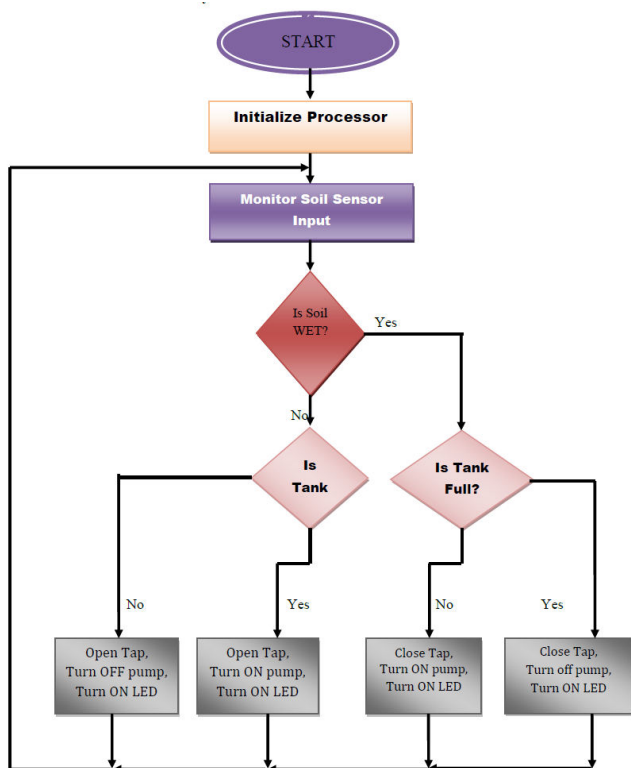 START
Initialize Processor
Monitor Soil Sensor
Input
Is Soil
WET?
Yes
No
Is
Tank
Is Tank
Full?
No
Yes
No
Yes
Open Tap,
Turn OFF pump,
Turn ON LED
Open Tap,
Turn ON pump,
Turn ON LED
Close Tap,
Turn ON pump,
Turn ON LED
Close Tap,
Turn off pump,
Turn ON LED